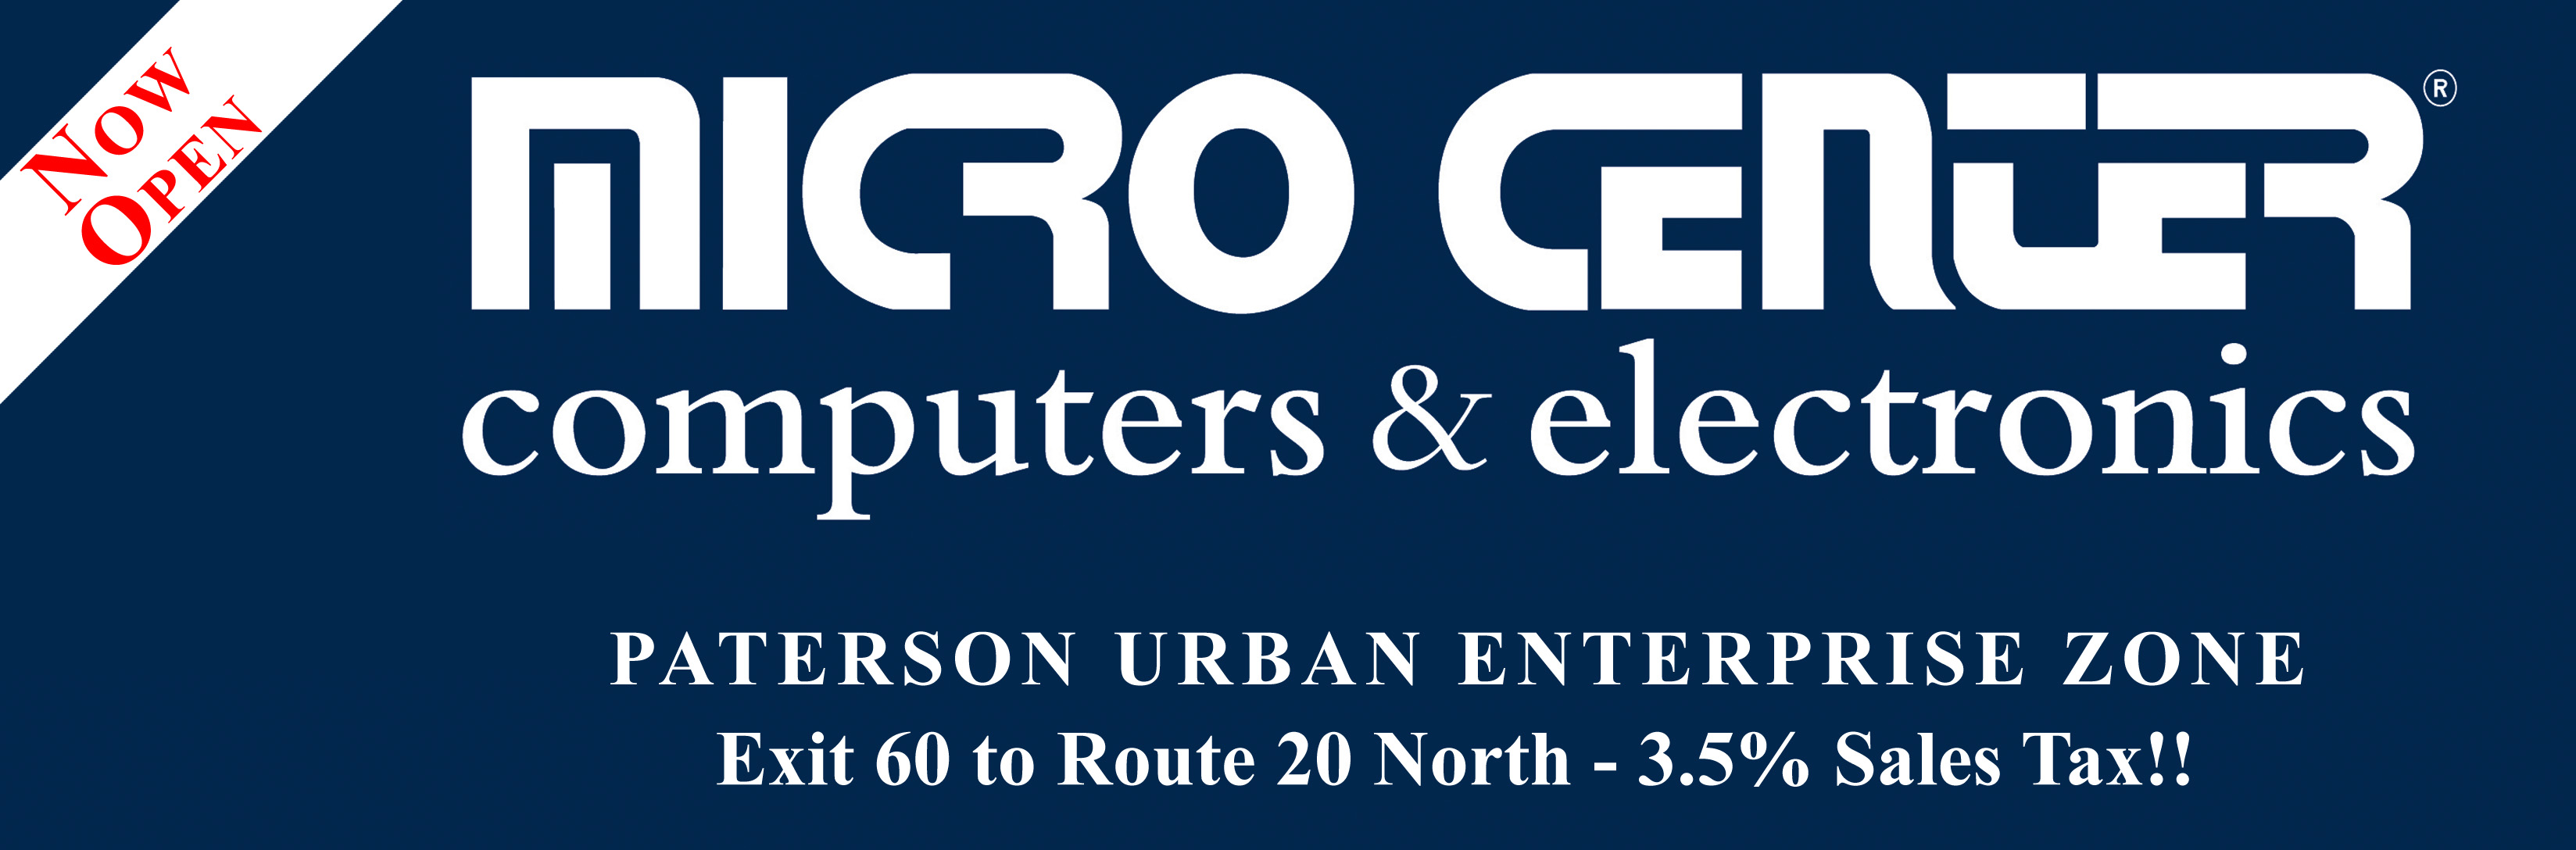 NOW
OPEN
MICRO CENTER®
computers & electronics
PATERSON URBAN ENTERPRISE ZONE
Exit 60 to Route 20 North - 3.5% Sales Tax!!